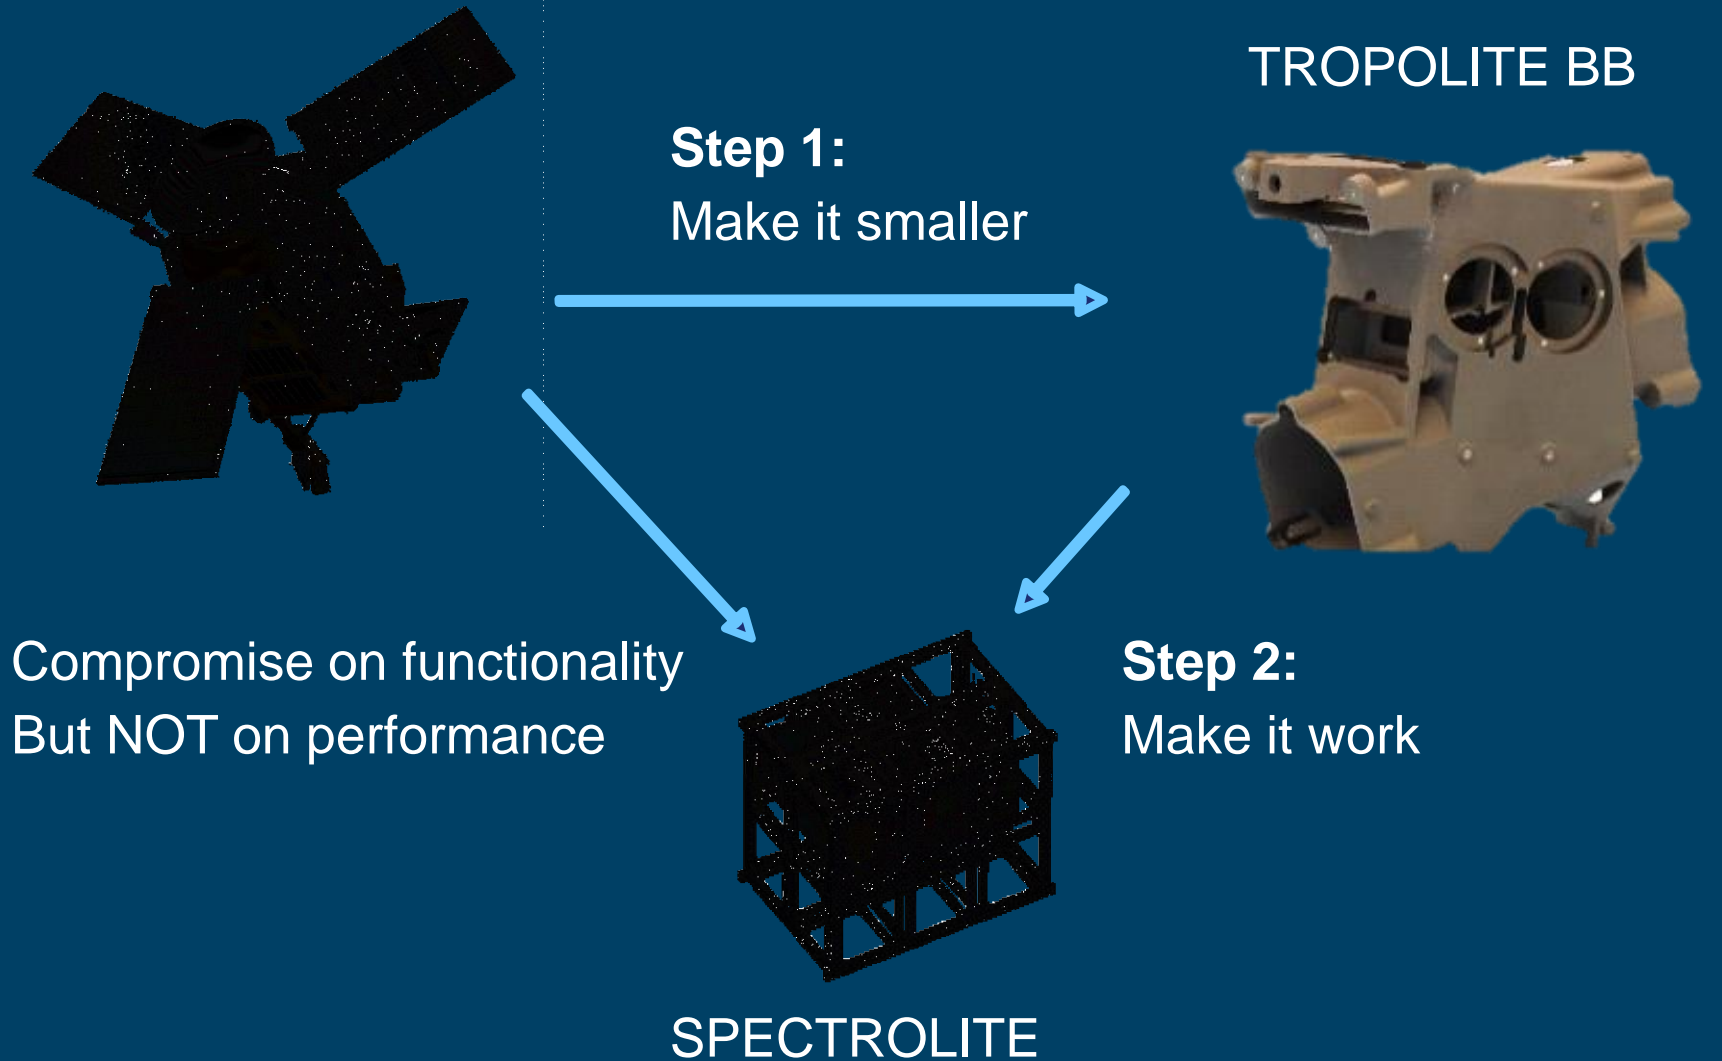 TROPOLITE BB
Step 1:
Make it smaller
Compromise on functionality
But NOT on performance
Step 2:
Make it work
SPECTROLITE